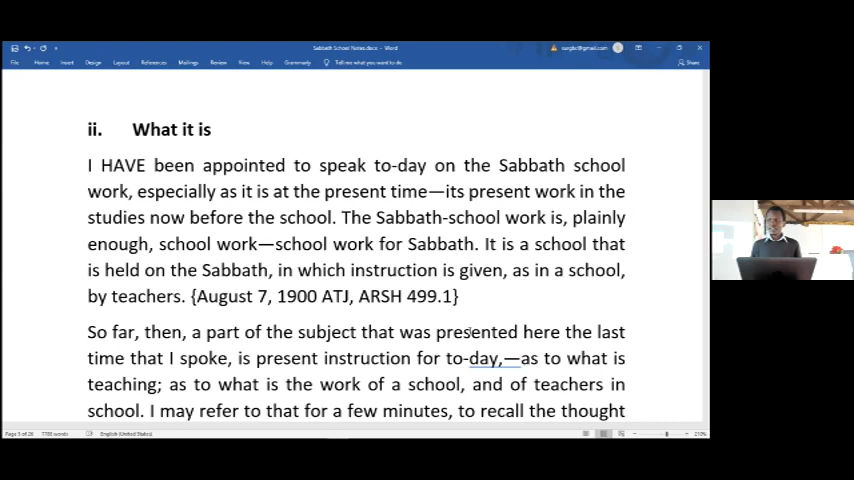 Sabbath School Notes.docx - Word
File Home Insert Design Layout References Mailings Review View Help Grammarly Tell me what you want to do Share
ii. What it is
I HAVE been appointed to speak to-day on the Sabbath school
work, especially as it is at the present time—its present work in the
studies now before the school. The Sabbath-school work is, plainly
enough, school work—school work for Sabbath. It is a school that
is held on the Sabbath, in which instruction is given, as in a school,
by teachers. {August 7, 1900 ATJ, ARSH 499.1}
So far, then, a part of the subject that was presented here the last
time that I spoke, is present instruction for to-day,—as to what is
teaching; as to what is the work of a school, and of teachers in
school. I may refer to that for a few minutes, to recall the thought
English (United States)